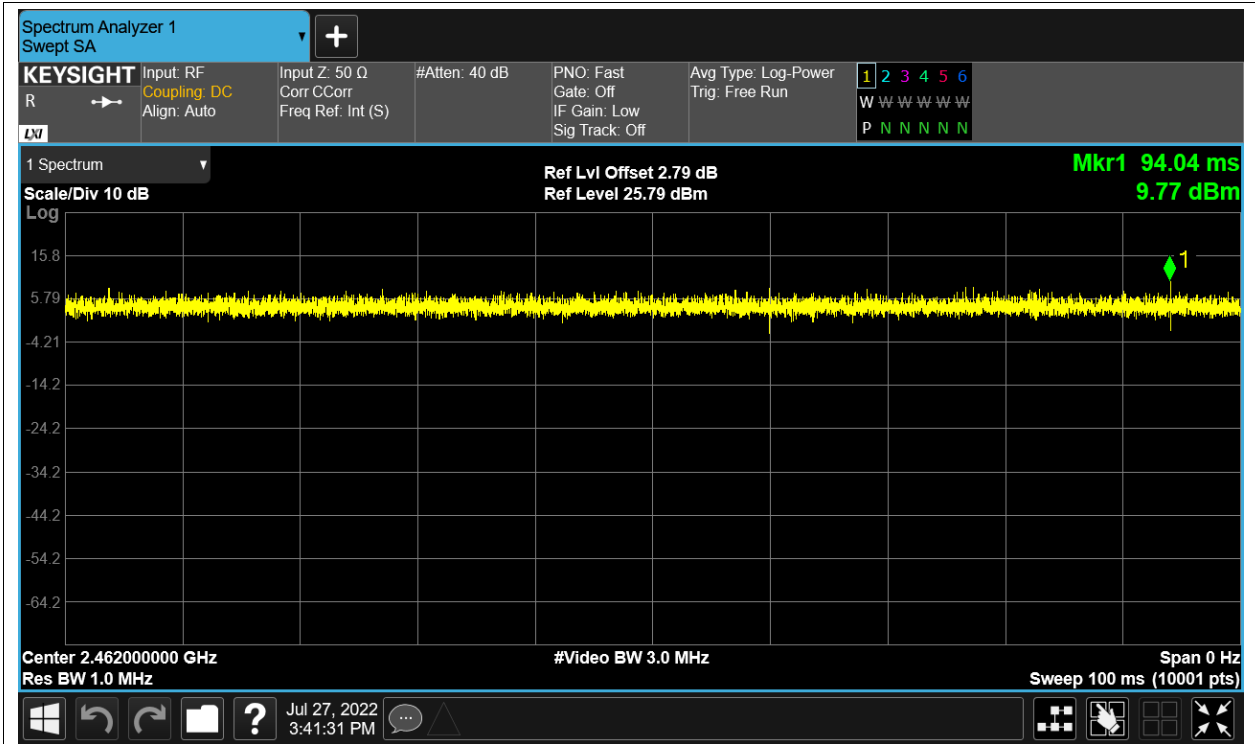 Spectrum Analyzer 1
Swept SA
KEYSIGHT
R
LXI
Input: RF
Coupling: DC
Align: Auto
Input Z: 50 Ω
Corr CCorr
Freq Ref: Int (S)
#Atten: 40 dB
PNO: Fast
Gate: Off
IF Gain: Low
Sig Track: Off
Avg Type: Log-Power
Trig: Free Run
1 2 3 4 5 6
W W W W W W
P N N N N N
1 Spectrum
Scale/Div 10 dB
Log
Ref Lvl Offset 2.79 dB
Ref Level 25.79 dBm
Mkr1 94.04 ms
9.77 dBm
1
15.8
5.79
-4.21
-14.2
-24.2
-34.2
-44.2
-54.2
-64.2
Center 2.462000000 GHz
#Video BW 3.0 MHz
Span 0 Hz
Res BW 1.0 MHz
Sweep 100 ms (10001 pts)
?
Jul 27, 2022
3:41:31 PM